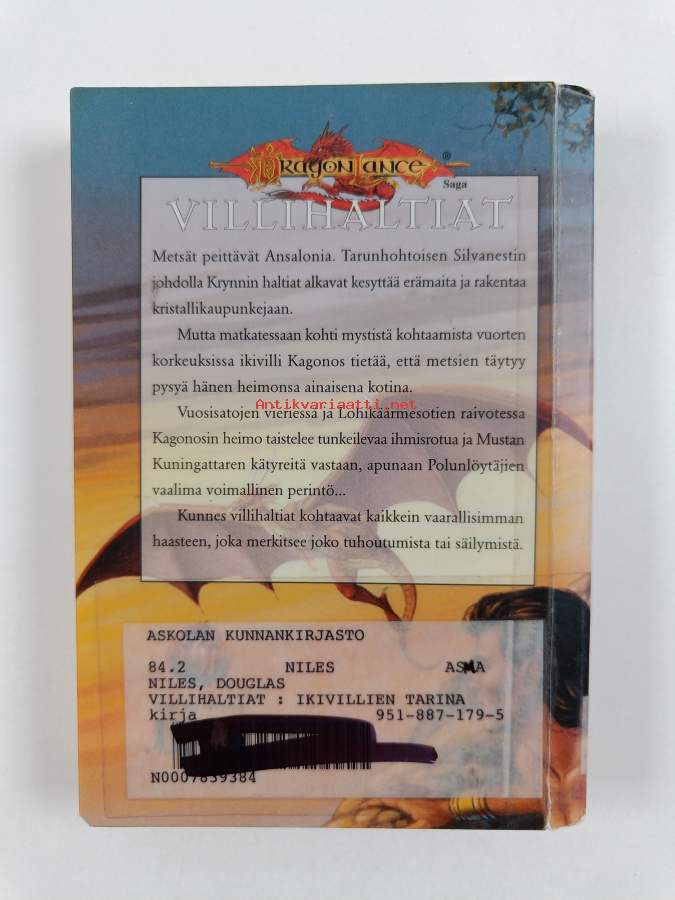 DRAGONLANCE®
Saga
VILLIHALTIAT
Metsät peittävät Ansalonia. Tarunhohtoisen Silvanestin
johdolla Krynnin haltiat alkavat kesyttää erämaita ja rakentaa
kristallikaupunkejaan.
Mutta matkatessaan kohti mystistä kohtaamista vuorten
korkeuksissa ikivilli Kagonos tietää, että metsien täytyy
pysyä hänen heimonsa ainaisena kotina.
Antikvariaatti.net
Vuosisatojen vieriessä ja Lohikäärmesotien raivotessa
Kagonosin heimo taistelee tunkeilevaa ihmisrotua ja Mustan
Kuningattaren kätyreitä vastaan, apunaan Polunlöytäjien
vaalima voimallinen perintö...
Kunnes villihaltiat kohtaavat kaikkein vaarallisimman
haasteen, joka merkitsee joko tuhoutumista tai säilymistä.
ASKOLAN KUNNANKIRJASTO
84.2 NILES
NILES, DOUGLAS
VILLIHALTIAT : IKIVILLIEN TARINA
kirja 951-887-179-5
N0007839384